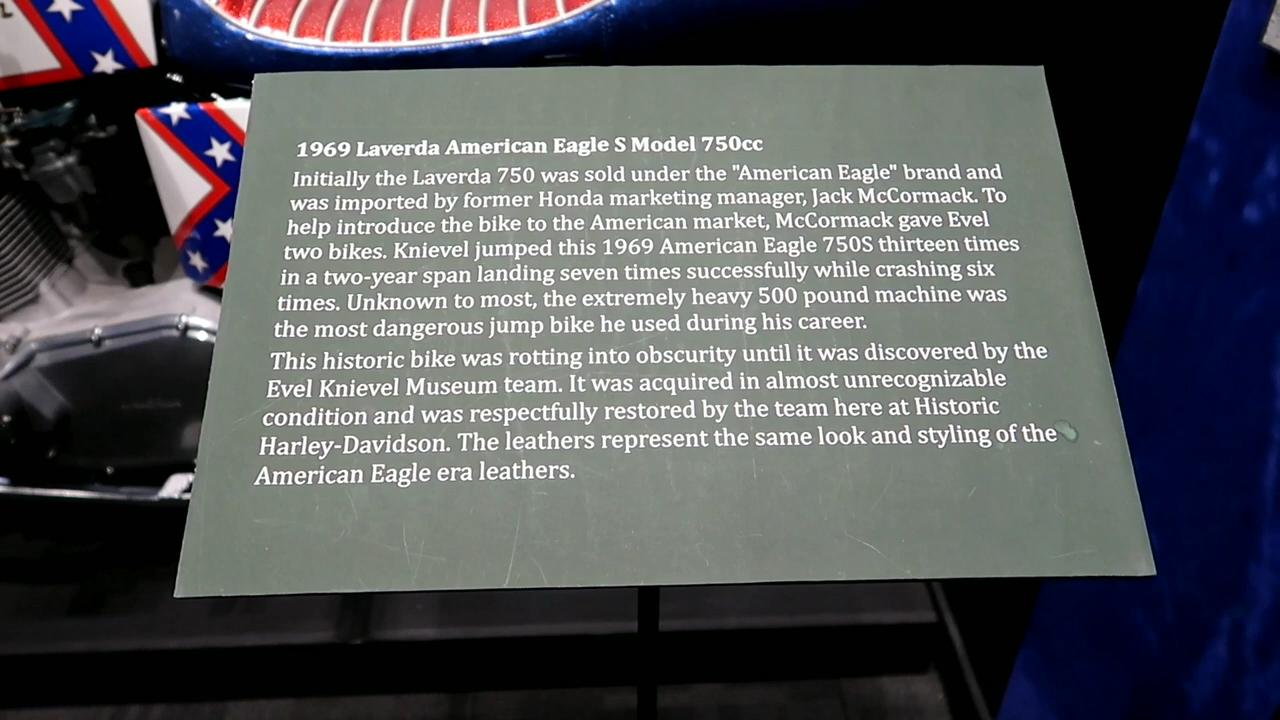 1969 Laverda American Eagle S Model 750cc
Initially the Laverda 750 was sold under the "American Eagle" brand and
was imported by former Honda marketing manager, Jack McCormack. To
help introduce the bike to the American market, McCormack gave Evel
two bikes. Knievel jumped this 1969 American Eagle 750S thirteen times
in a two-year span landing seven times successfully while crashing six
times. Unknown to most, the extremely heavy 500 pound machine was
the most dangerous jump bike he used during his career.
This historic bike was rotting into obscurity until it was discovered by the
Evel Knievel Museum team. It was acquired in almost unrecognizable
condition and was respectfully restored by the team here at Historic
Harley-Davidson. The leathers represent the same look and styling of the
American Eagle era leathers.